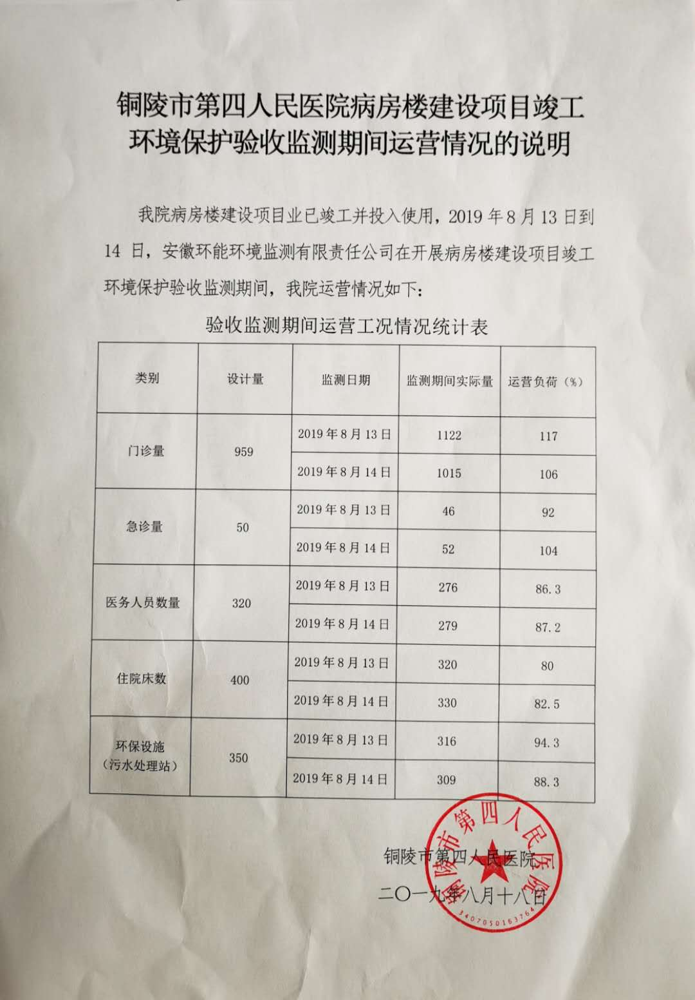 铜陵市第四人民医院病房楼建设项目竣工
环境保护验收监测期间运营情况的说明
我院病房楼建设项目业已竣工并投入使用，2019 年 8 月 13 日到
14 日，安徽环能环境监测有限责任公司在开展病房楼建设项目竣工
环境保护验收监测期间，我院运营情况如下：
验收监测期间运营工况情况统计表
类别 设计量 监测日期 监测期间实际量 运营负荷（%）
门诊量 959 2019 年 8 月 13 日 1122 117
2019 年 8 月 14 日 1015 106
急诊量 50 2019 年 8 月 13 日 46 92
2019 年 8 月 14 日 52 104
医务人员数量 320 2019 年 8 月 13 日 276 86.3
2019 年 8 月 14 日 279 87.2
住院床数 400 2019 年 8 月 13 日 320 80
2019 年 8 月 14 日 330 82.5
环保设施
（污水处理站） 350 2019 年 8 月 13 日 316 94.3
2019 年 8 月 14 日 309 88.3
铜陵市第四人民医院
二〇一九年八月十八日
铜陵市第四人民医院
3407050163764